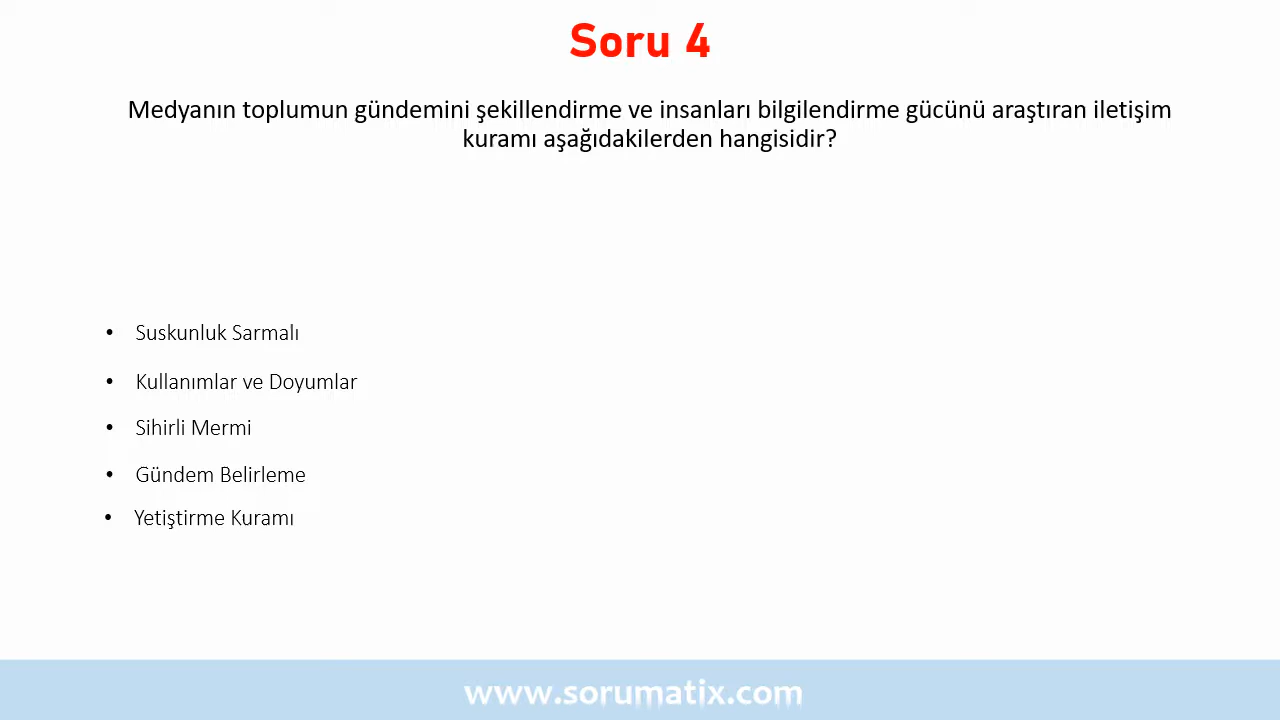 Soru 4
Medyanın toplumun gündemini şekillendirme ve insanları bilgilendirme gücünü araştıran iletişim
kuramı aşağıdakilerden hangisidir?
• Suskunluk Sarmalı
• Kullanımlar ve Doyumlar
• Sihirli Mermi
• Gündem Belirleme
• Yetiştirme Kuramı
www.sorumatix.com